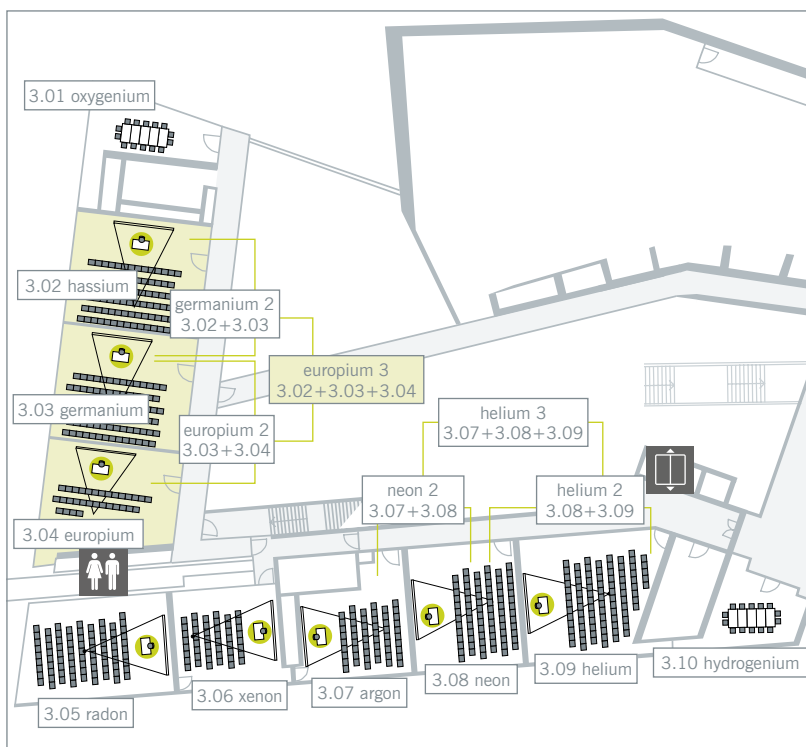 3.01 oxygenium
3.02 hassium
germanium 2
3.02+3.03
europium 3
3.02+3.03+3.04
3.03 germanium
europium 2
3.03+3.04
helium 3
3.07+3.08+3.09
neon 2
3.07+3.08
helium 2
3.08+3.09
3.04 europium
3.10 hydrogenium
3.09 helium
3.08 neon
3.07 argon
3.06 xenon
3.05 radon